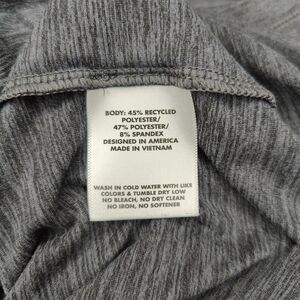 BODY: 45% RECYCLED
POLYESTER/
47% POLYESTER/
8% SPANDEX
DESIGNED IN AMERICA
MADE IN VIETNAM
WASH IN COLD WATER WITH LIKE
COLORS & TUMBLE DRY LOW
NO BLEACH, NO DRY CLEAN
NO IRON, NO SOFTENER